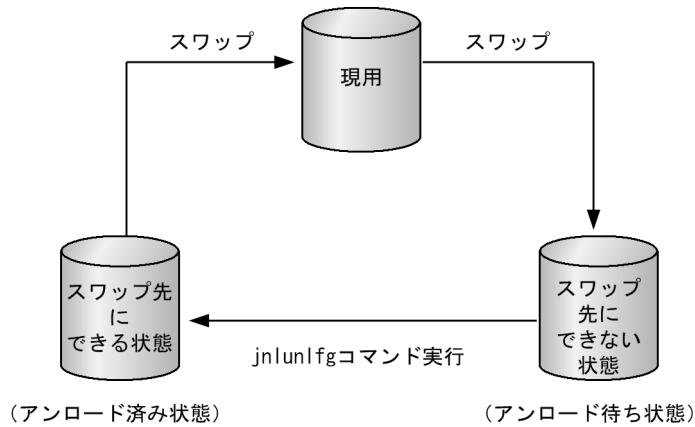 スワップ
スワップ
現用
スワップ先
に
できる状態
スワップ
先に
できない
状態
jnlunlfgコマンド実行
（アンロード済み状態）
（アンロード待ち状態）